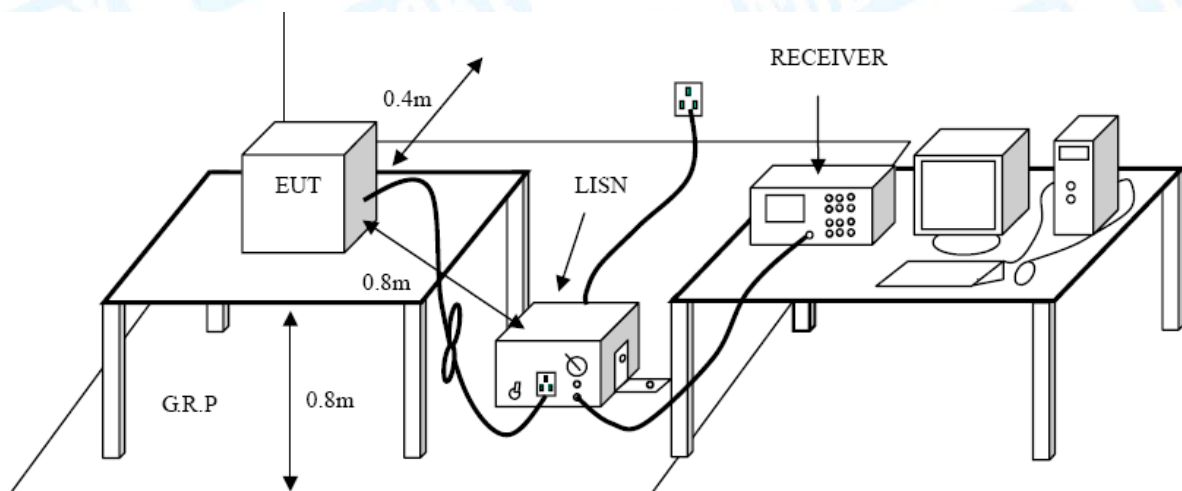 RECEIVER
0.4m
EUT
LISN
0.8m
G.R.P
0.8m